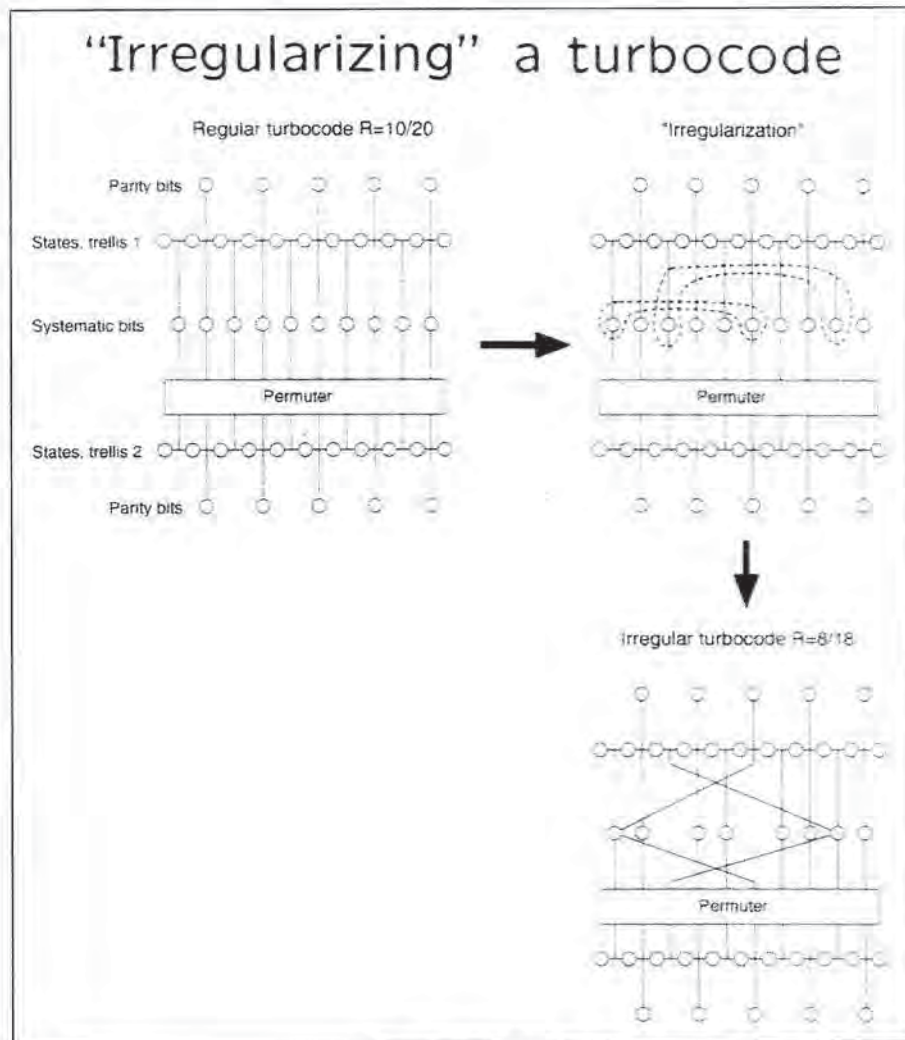 "Irregularizing" a turbocode
Regular turbocode R=10/20
Parity bits
States, trellis 1
Systematic bits
Permuter
States, trellis 2
Parity bits
"Irregularization"
Permuter
Irregular turbocode R=8/18
Permuter